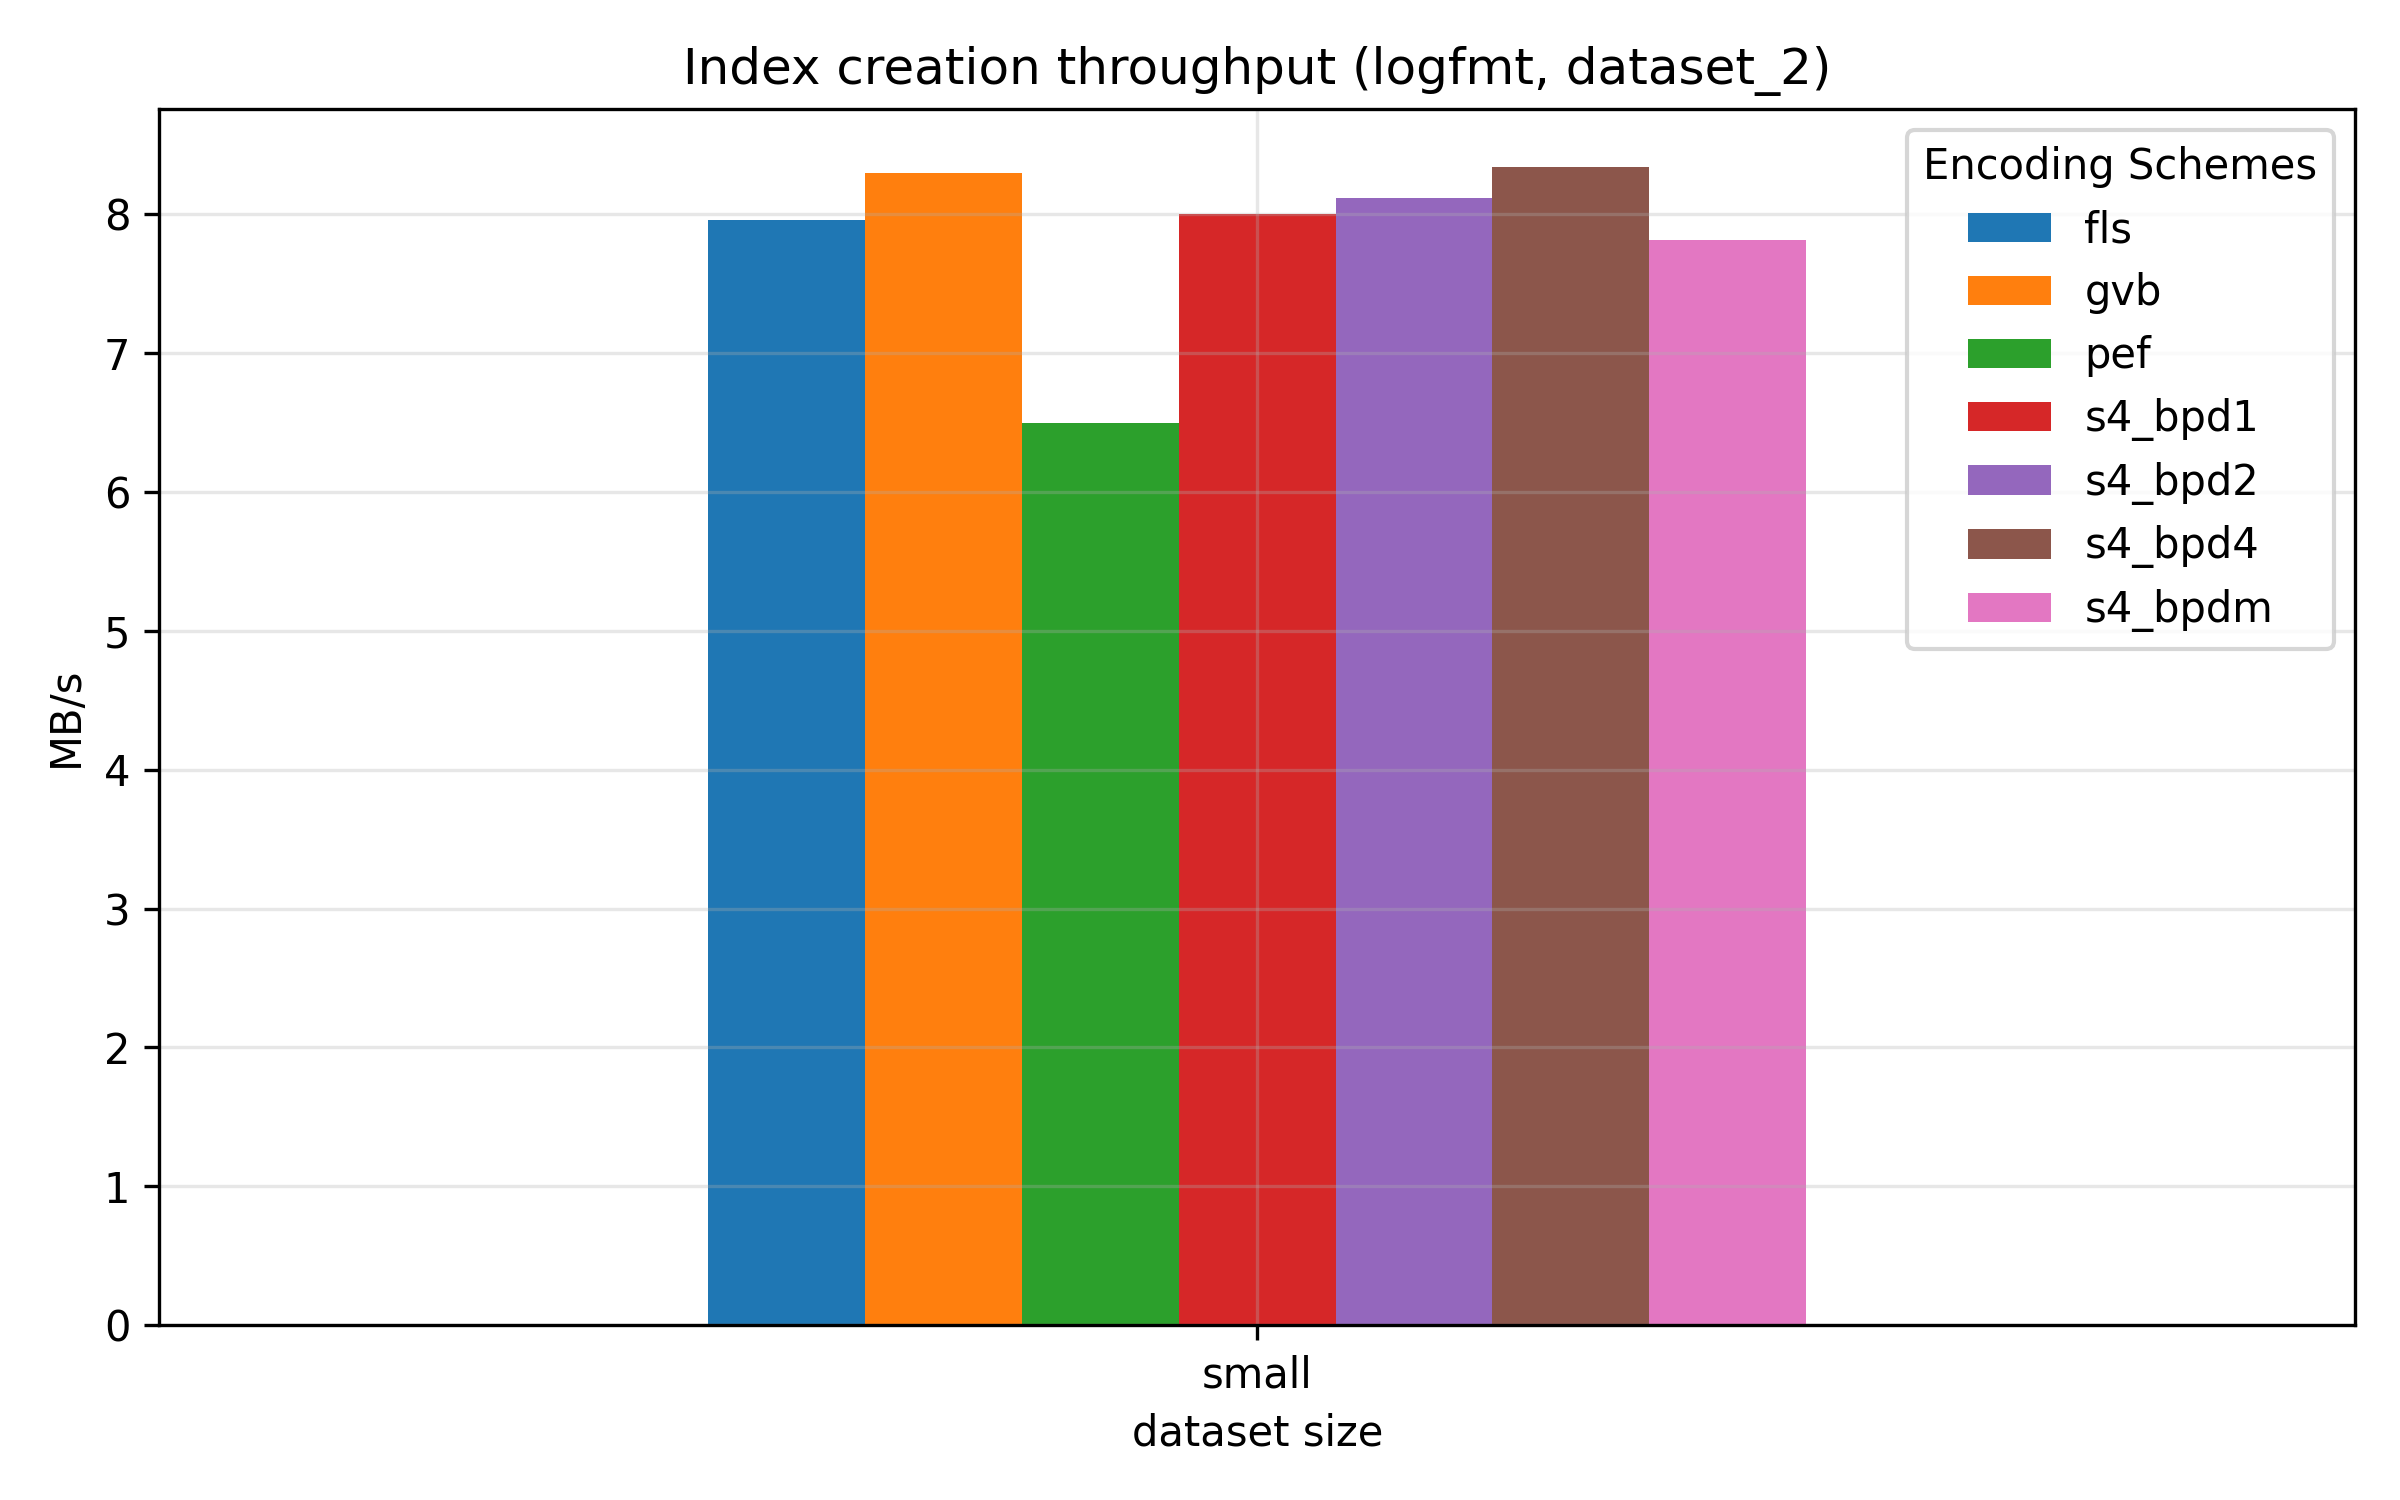 Index creation throughput (logfmt, dataset_2)
Encoding Schemes
fls
gvb
pef
s4_bpd1
s4_bpd2
s4_bpd4
s4_bpdm
MB/s
8
7
6
5
4
3
2
1
0
small
dataset size